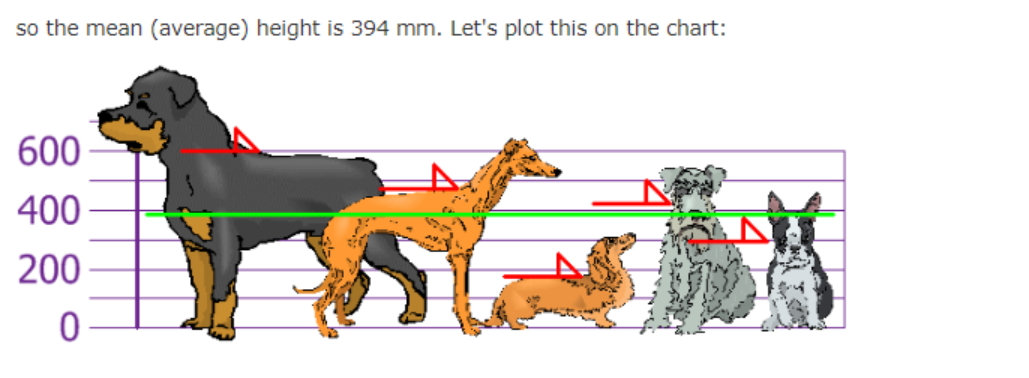 so the mean (average) height is 394 mm. Let's plot this on the chart:
600
400
200
0